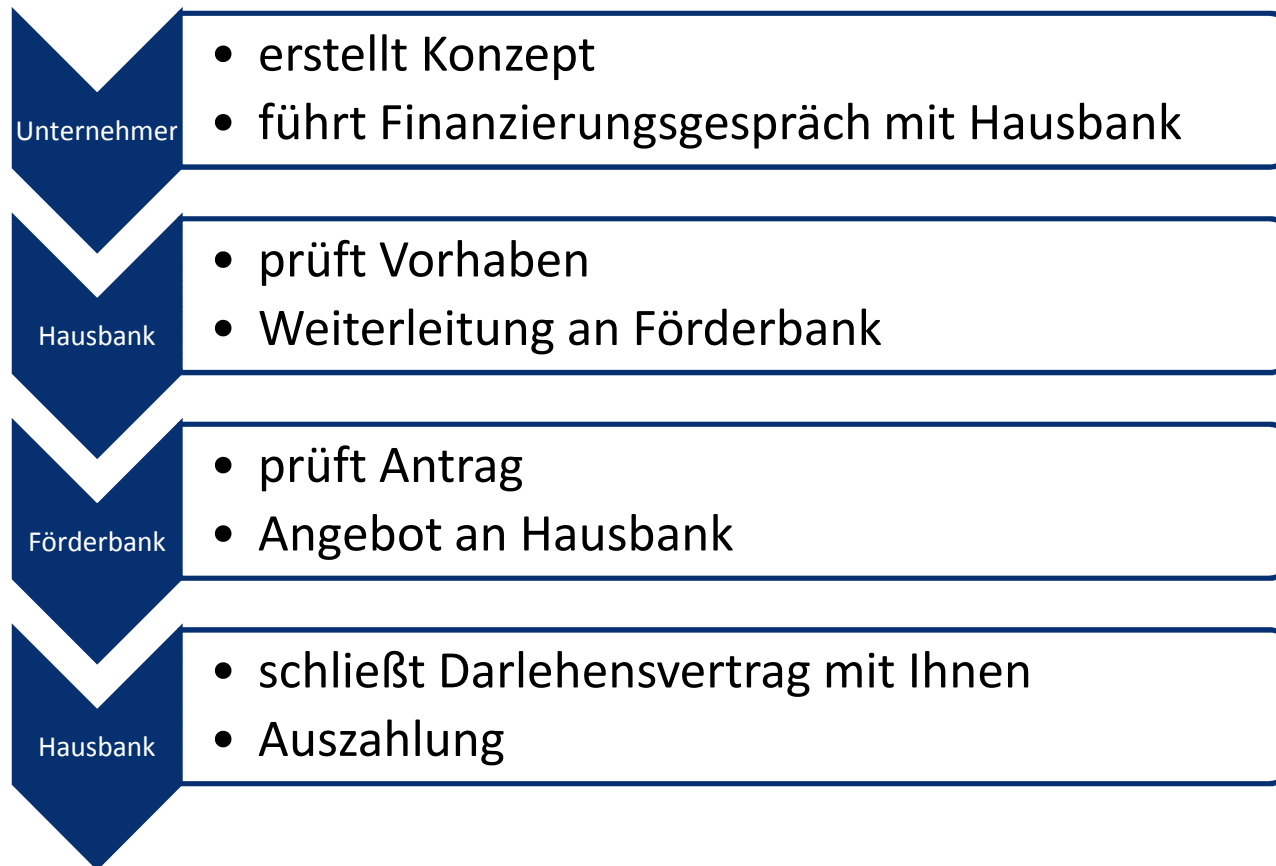 Unternehmer
• erstellt Konzept
• führt Finanzierungsgespräch mit Hausbank
Hausbank
• prüft Vorhaben
• Weiterleitung an Förderbank
Förderbank
• prüft Antrag
• Angebot an Hausbank
Hausbank
• schließt Darlehensvertrag mit Ihnen
• Auszahlung